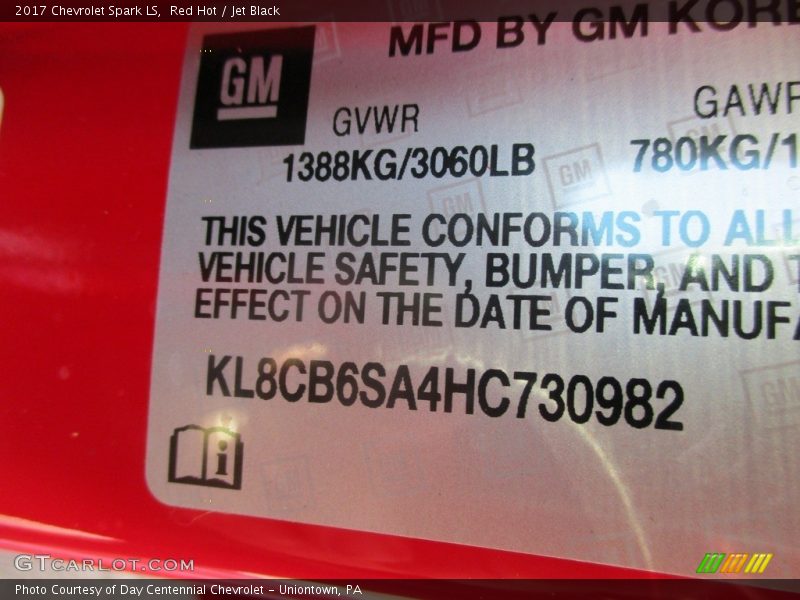 2017 Chevrolet Spark LS,  Red Hot / Jet Black
MFD BY GM KORE
GM
GVWR GAWR
1388KG/3060LB 780KG/1
THIS VEHICLE CONFORMS TO ALL
VEHICLE SAFETY, BUMPER, AND T
EFFECT ON THE DATE OF MANUFA
KL8CB6SA4HC730982
GTCARLOT.COM
Photo Courtesy of Day Centennial Chevrolet - Uniontown, PA